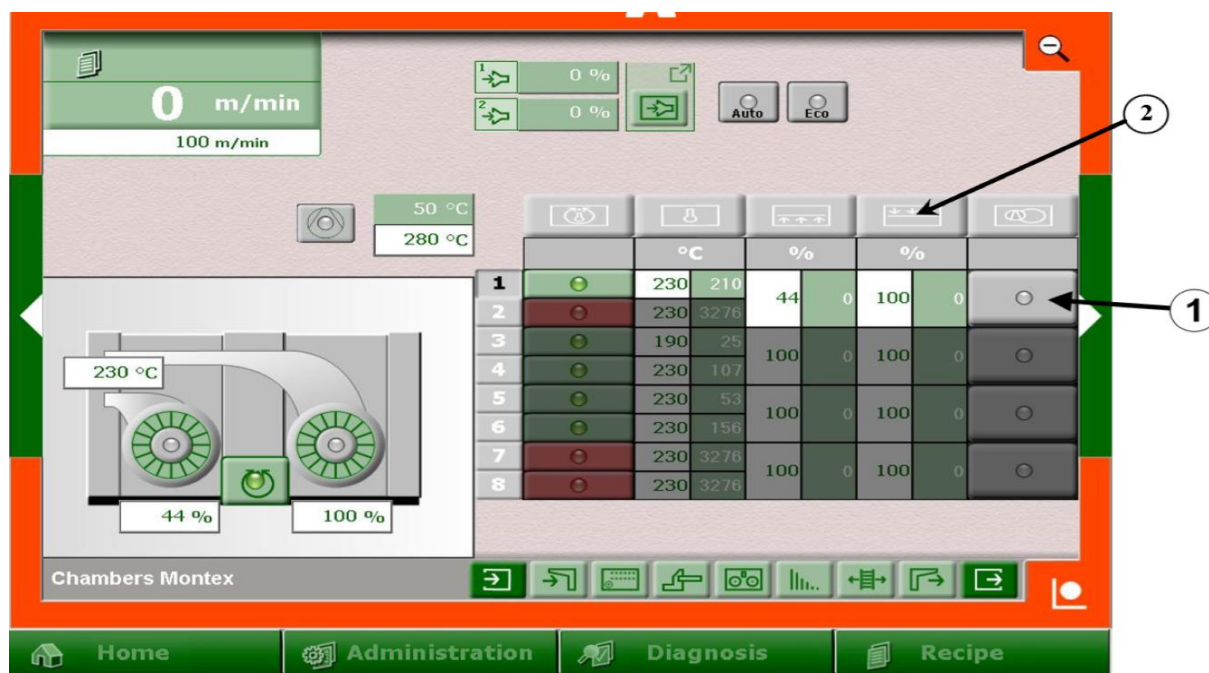 0 m/min
100 m/min
1 0 %
2 0 %
Auto Eco
2
50 °C
280 °C
°C % %
1 230 210 44 0 100 0
2 230 3276
1
3 190 25 100 0 100 0
4 230 107
5 230 53 100 0 100 0
6 230 156
7 230 3276 100 0 100 0
8 230 3276
230 °C
44 % 100 %
Chambers Montex
Home Administration Diagnosis Recipe